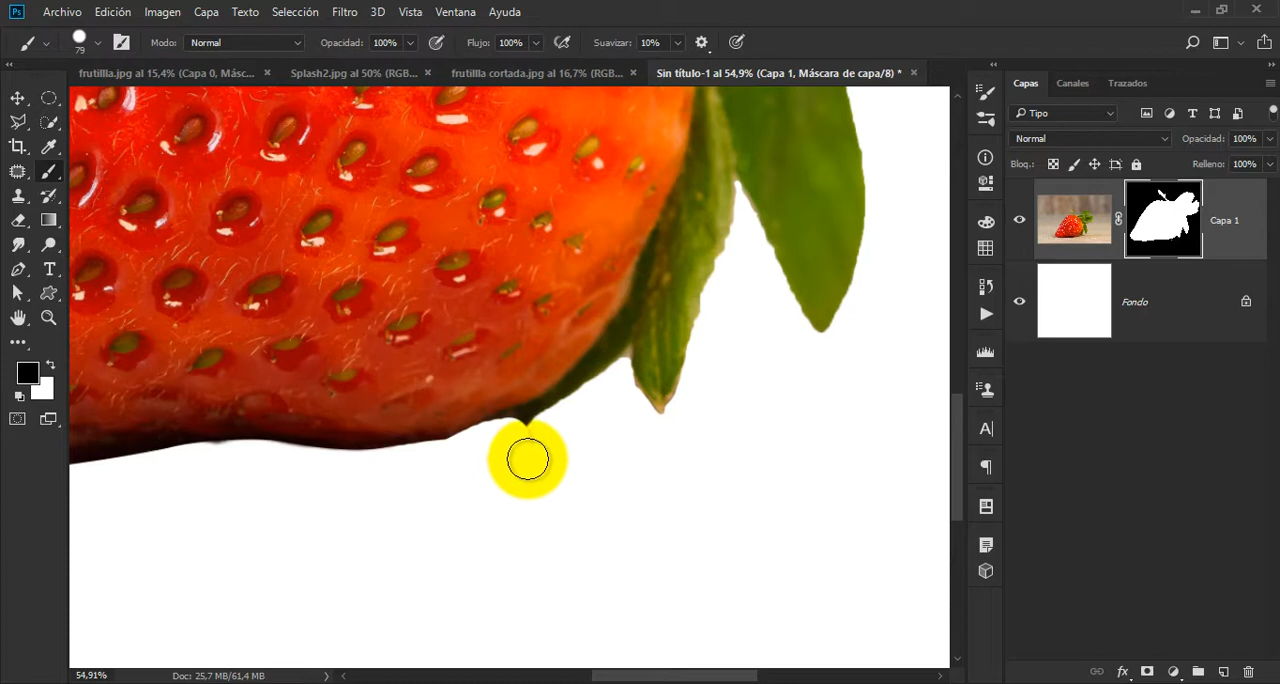 Ps Archivo Edición Imagen Capa Texto Selección Filtro 3D Vista Ventana Ayuda
79 Modo: Normal Opacidad: 100% Flujo: 100% Suavizar: 10%
frutillla.jpg al 15,4% (Capa 0, Másc... × Splash2.jpg al 50% (RGB... × frutillla cortada.jpg al 16,7% (RGB... × Sin título-1 al 54,9% (Capa 1, Máscara de capa/8) * ×
Capas Canales Trazados
Tipo
Normal Opacidad: 100%
Bloq.: Relleno: 100%
Capa 1
Fondo
54,91% Doc: 25,7 MB/61,4 MB